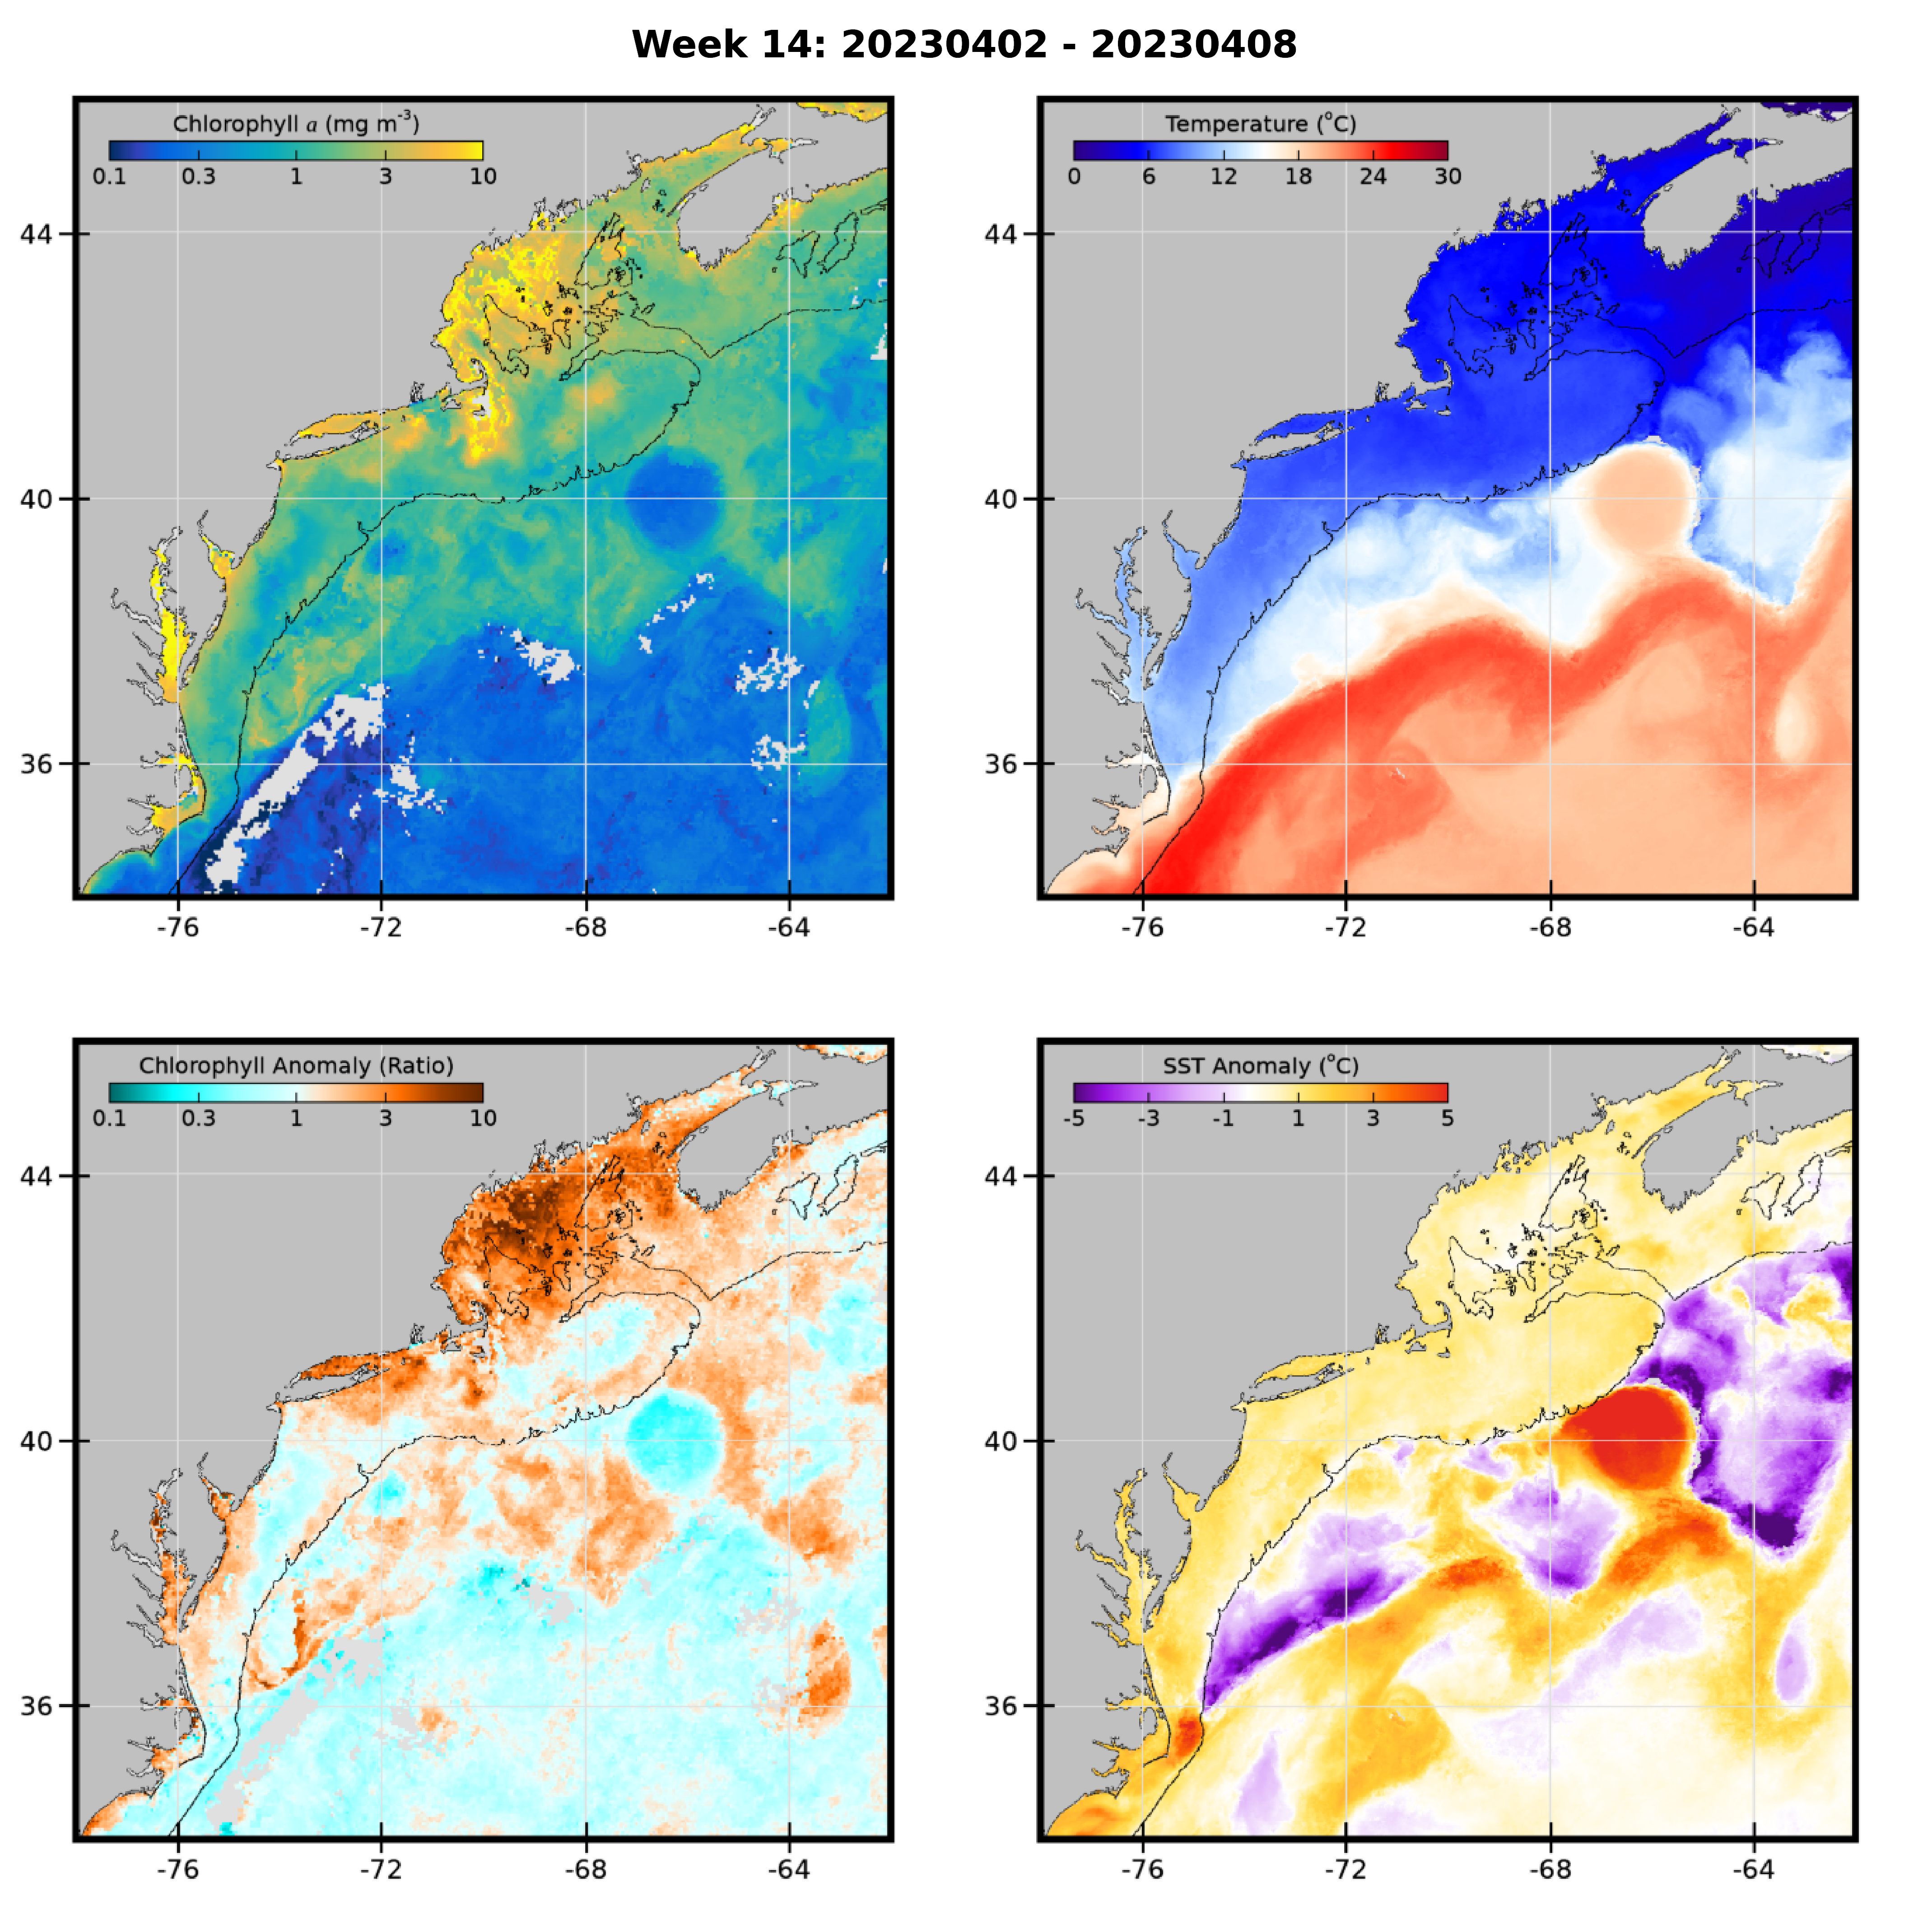 Week 14: 20230402 - 20230408
Chlorophyll a (mg m-3)
0.1 0.3 1 3 10
44
40
36
-76 -72 -68 -64
Temperature (°C)
0 6 12 18 24 30
44
40
36
-76 -72 -68 -64
Chlorophyll Anomaly (Ratio)
0.1 0.3 1 3 10
44
40
36
-76 -72 -68 -64
SST Anomaly (°C)
-5 -3 -1 1 3 5
44
40
36
-76 -72 -68 -64